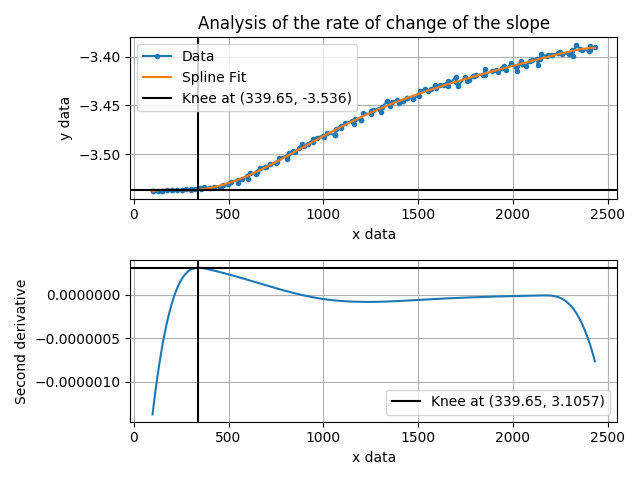 Analysis of the rate of change of the slope
Data
Spline Fit
Knee at (339.65, -3.536)
−3.40
−3.45
−3.50
y data
0 500 1000 1500 2000 2500
x data
0.0000000
−0.0000005
−0.0000010
Second derivative
Knee at (339.65, 3.1057)
0 500 1000 1500 2000 2500
x data